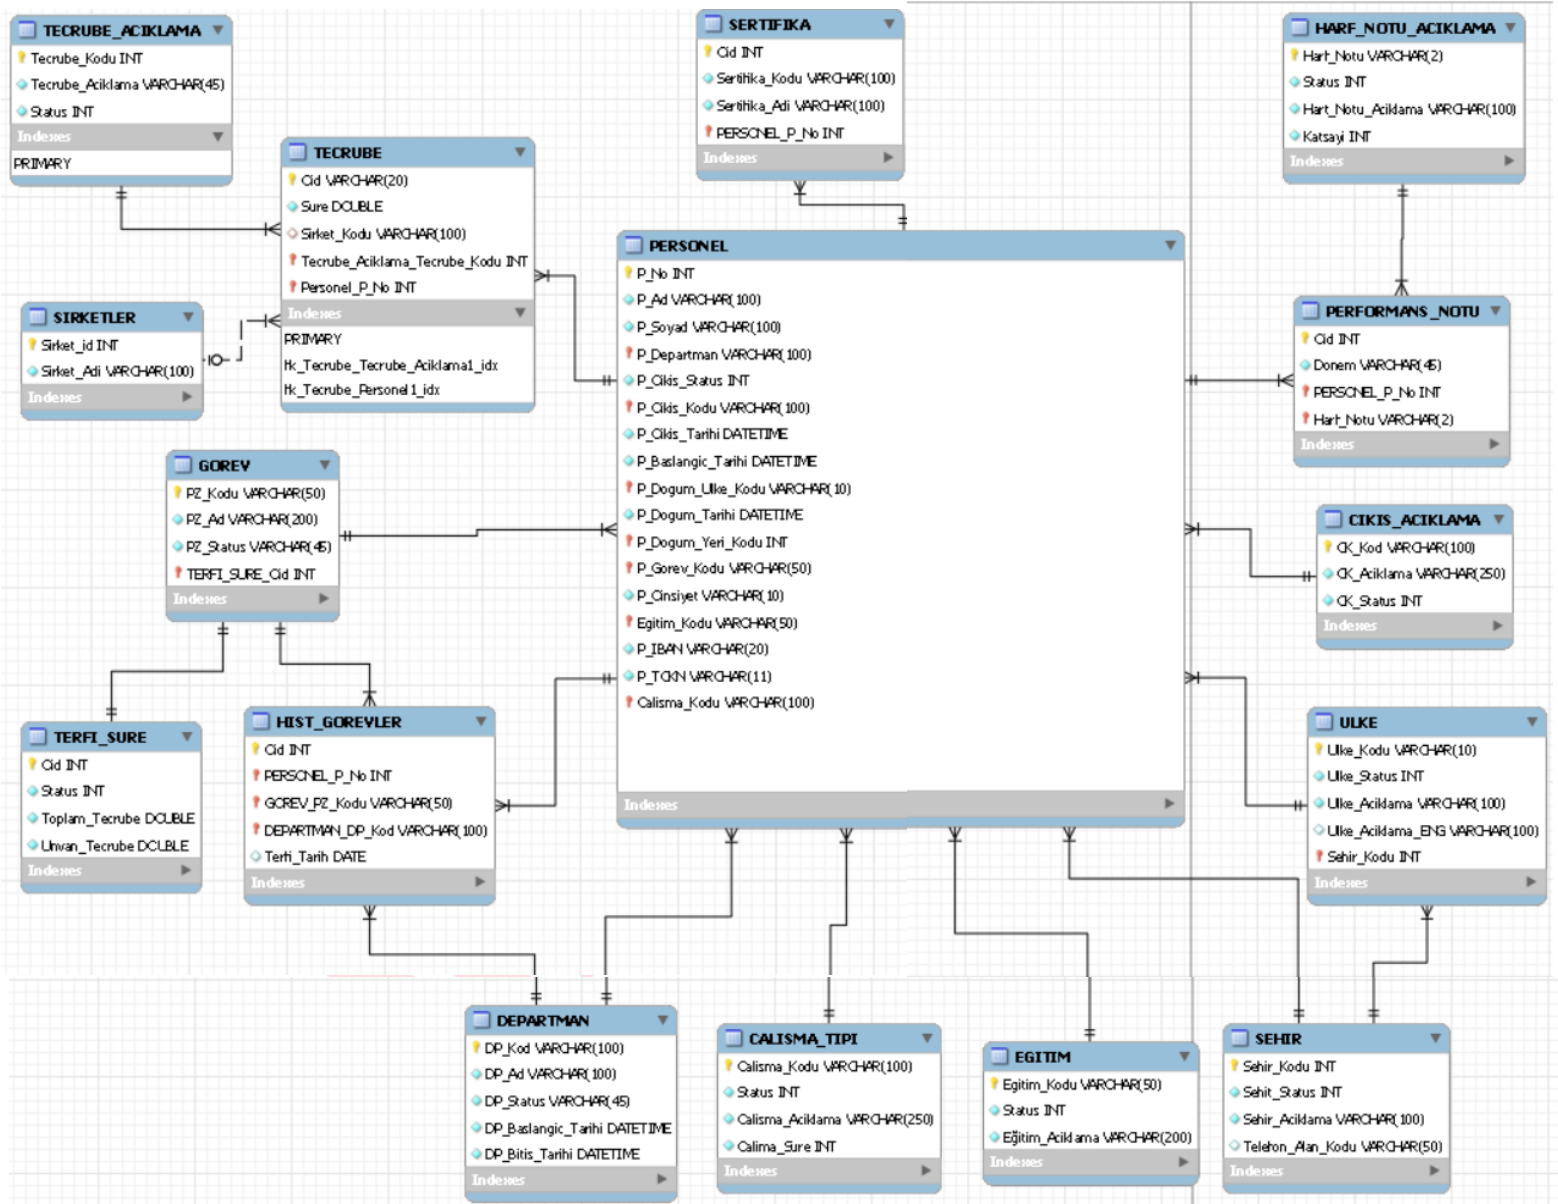 TECRUBE_ACIKLAMA
Tecrube_Kodu INT
Tecrube_Aciklama VARCHAR(45)
Status INT
Indexes
PRIMARY
SERTIFIKA
Cid INT
Sertifika_Kodu VARCHAR(100)
Sertifika_Adi VARCHAR(100)
PERSONEL_P_No INT
Indexes
HARF_NOTU_ACIKLAMA
Harf_Notu VARCHAR(2)
Status INT
Harf_Notu_Aciklama VARCHAR(100)
Katsayi INT
Indexes
TECRUBE
Cid VARCHAR(20)
Sure DOUBLE
Sirket_Kodu VARCHAR(100)
Tecrube_Aciklama_Tecrube_Kodu INT
Personel_P_No INT
Indexes
PRIMARY
fk_Tecrube_Tecrube_Aciklama1_idx
fk_Tecrube_Personel1_idx
SIRKETLER
Sirket_id INT
Sirket_Adi VARCHAR(100)
Indexes
PERSONEL
P_No INT
P_Ad VARCHAR(100)
P_Soyad VARCHAR(100)
P_Departman VARCHAR(100)
P_Cikis_Status INT
P_Cikis_Kodu VARCHAR(100)
P_Cikis_Tarihi DATETIME
P_Baslangic_Tarihi DATETIME
P_Dogum_Ulke_Kodu VARCHAR(10)
P_Dogum_Tarihi DATETIME
P_Dogum_Yeri_Kodu INT
P_Gorev_Kodu VARCHAR(50)
P_Cinsiyet VARCHAR(10)
Egitim_Kodu VARCHAR(50)
P_IBAN VARCHAR(20)
P_TCKN VARCHAR(11)
Calisma_Kodu VARCHAR(100)
Indexes
PERFORMANS_NOTU
Cid INT
Donem VARCHAR(45)
PERSONEL_P_No INT
Harf_Notu VARCHAR(2)
Indexes
GOREV
PZ_Kodu VARCHAR(50)
PZ_Ad VARCHAR(200)
PZ_Status VARCHAR(45)
TERFI_SURE_Cid INT
Indexes
CIKIS_ACIKLAMA
CK_Kod VARCHAR(100)
CK_Aciklama VARCHAR(250)
CK_Status INT
Indexes
TERFI_SURE
Cid INT
Status INT
Toplam_Tecrube DOUBLE
Unvan_Tecrube DOUBLE
Indexes
HIST_GOREVLER
Cid INT
PERSONEL_P_No INT
GOREV_PZ_Kodu VARCHAR(50)
DEPARTMAN_DP_Kod VARCHAR(100)
Terfi_Tarih DATE
Indexes
ULKE
Ulke_Kodu VARCHAR(10)
Ulke_Status INT
Ulke_Aciklama VARCHAR(100)
Ulke_Aciklama_ENG VARCHAR(100)
Sehir_Kodu INT
Indexes
DEPARTMAN
DP_Kod VARCHAR(100)
DP_Ad VARCHAR(100)
DP_Status VARCHAR(45)
DP_Baslangic_Tarihi DATETIME
DP_Bitis_Tarihi DATETIME
Indexes
CALISMA_TIPI
Calisma_Kodu VARCHAR(100)
Status INT
Calisma_Aciklama VARCHAR(250)
Calima_Sure INT
Indexes
EGITIM
Egitim_Kodu VARCHAR(50)
Status INT
Eğitim_Aciklama VARCHAR(200)
Indexes
SEHIR
Sehir_Kodu INT
Sehit_Status INT
Sehir_Aciklama VARCHAR(100)
Telefon_Alan_Kodu VARCHAR(50)
Indexes